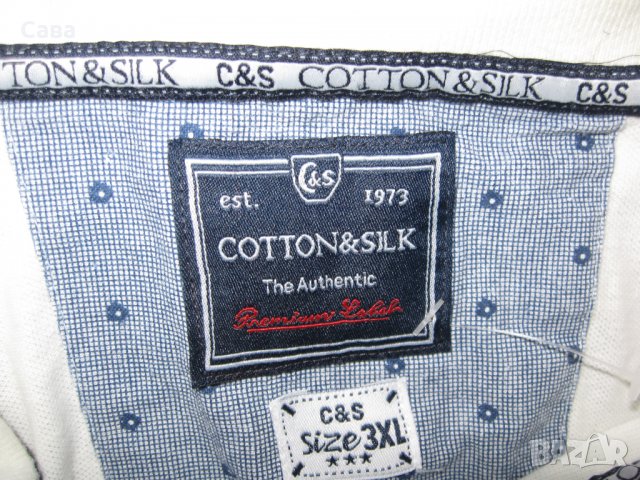 Сава
COTTON&SILK C&S COTTON&SILK C&S
C&S
est. 1973
COTTON&SILK
The Authentic
Premium Label
C&S
size 3XL
BAZAR